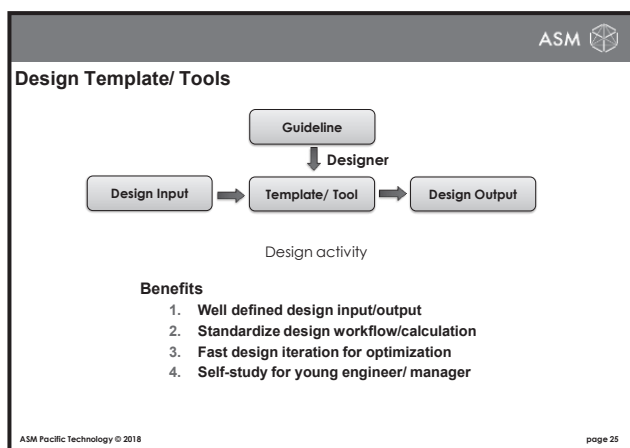 ASM
Design Template/ Tools
Guideline
Designer
Design Input
Template/ Tool
Design Output
Design activity
Benefits
1. Well defined design input/output
2. Standardize design workflow/calculation
3. Fast design iteration for optimization
4. Self-study for young engineer/ manager
ASM Pacific Technology © 2018
page 25